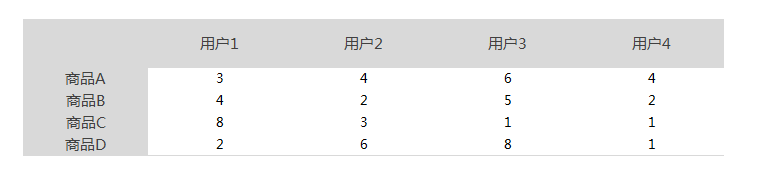 用户1 用户2 用户3 用户4
商品A 3 4 6 4
商品B 4 2 5 2
商品C 8 3 1 1
商品D 2 6 8 1